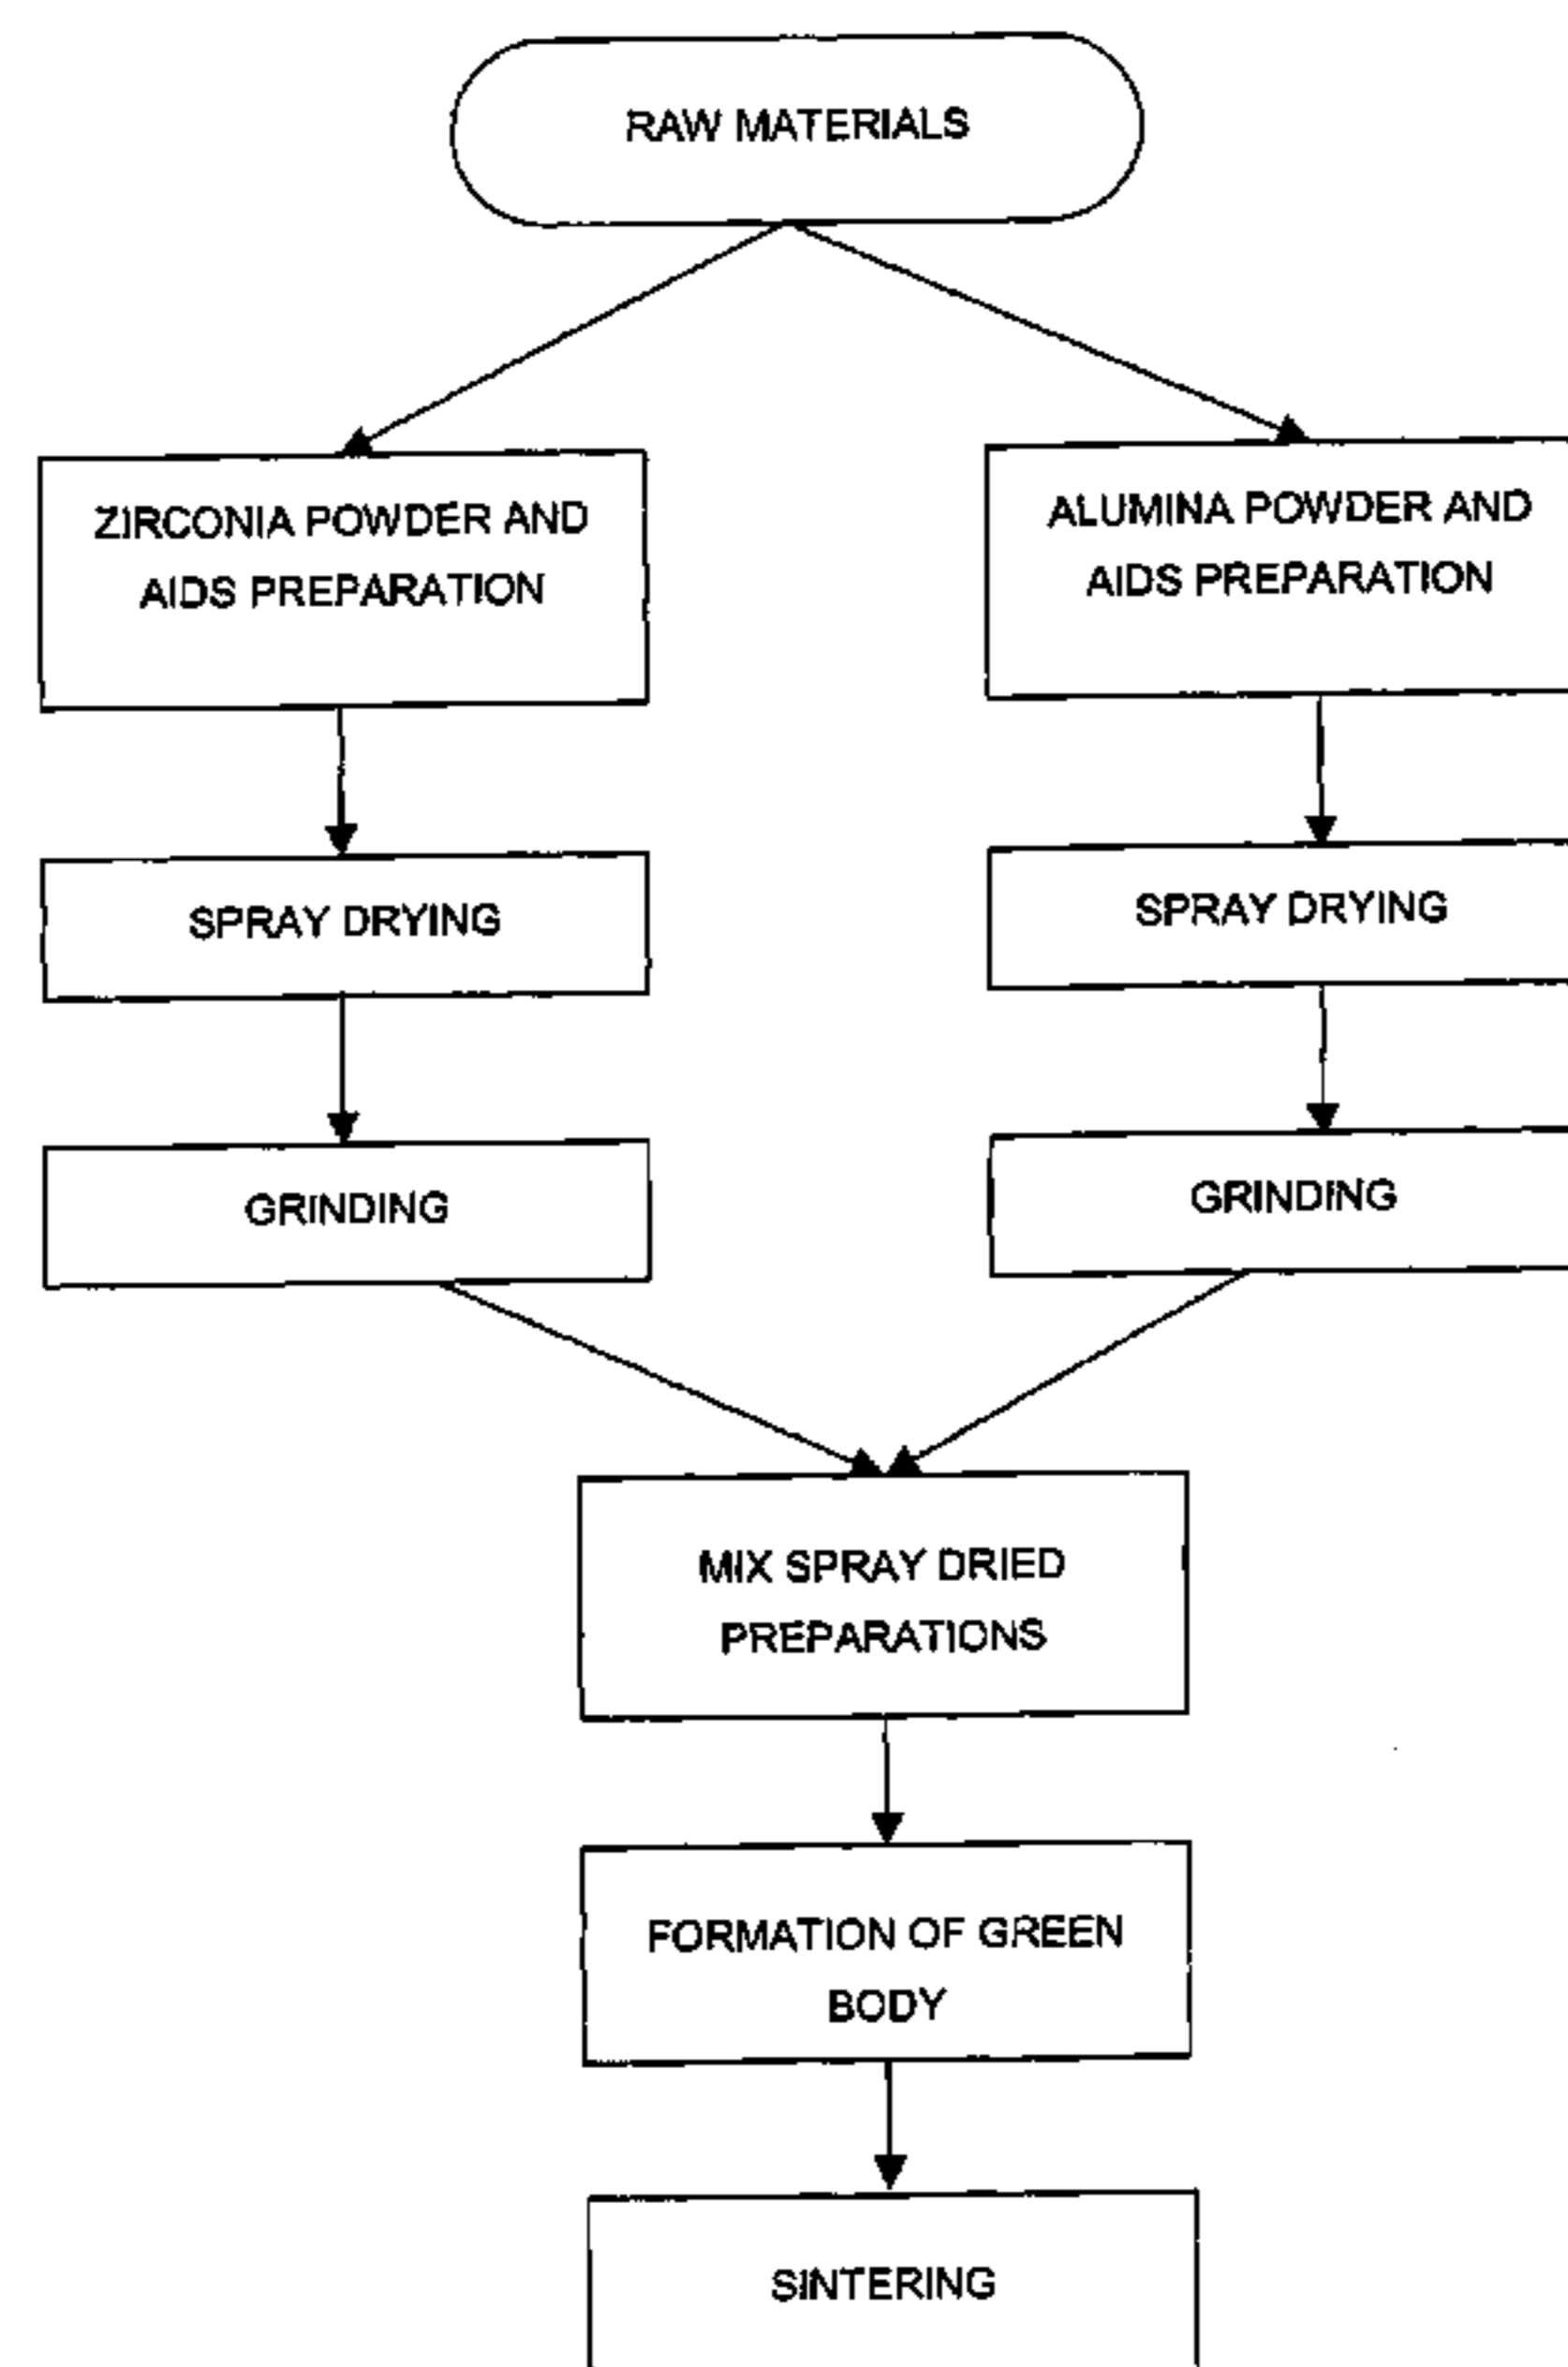 RAW MATERIALS
ZIRCONIA POWDER AND
AIDS PREPARATION
ALUMINA POWDER AND
AIDS PREPARATION
SPRAY DRYING
SPRAY DRYING
GRINDING
GRINDING
MIX SPRAY DRIED
PREPARATIONS
FORMATION OF GREEN
BODY
SINTERING